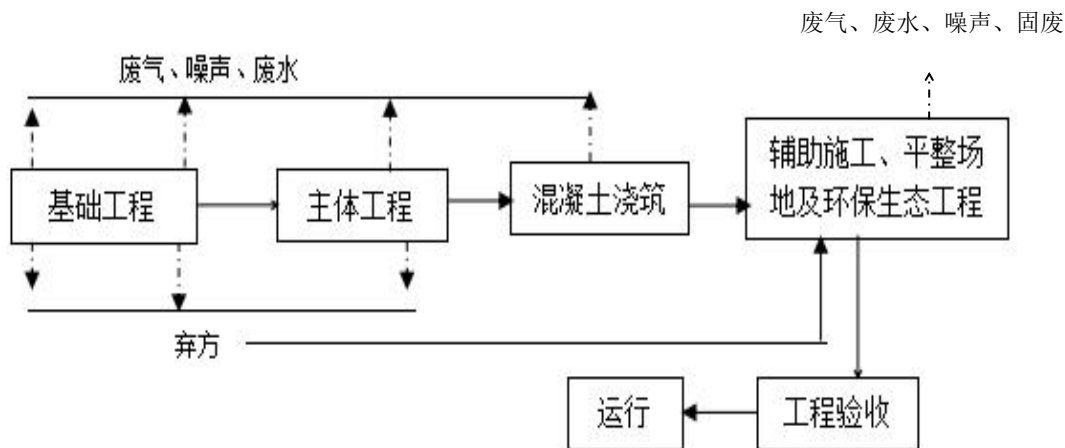 废气、废水、噪声、固废
废气、噪声、废水
基础工程
主体工程
混凝土浇筑
辅助施工、平整场
地及环保生态工程
弃方
运行
工程验收